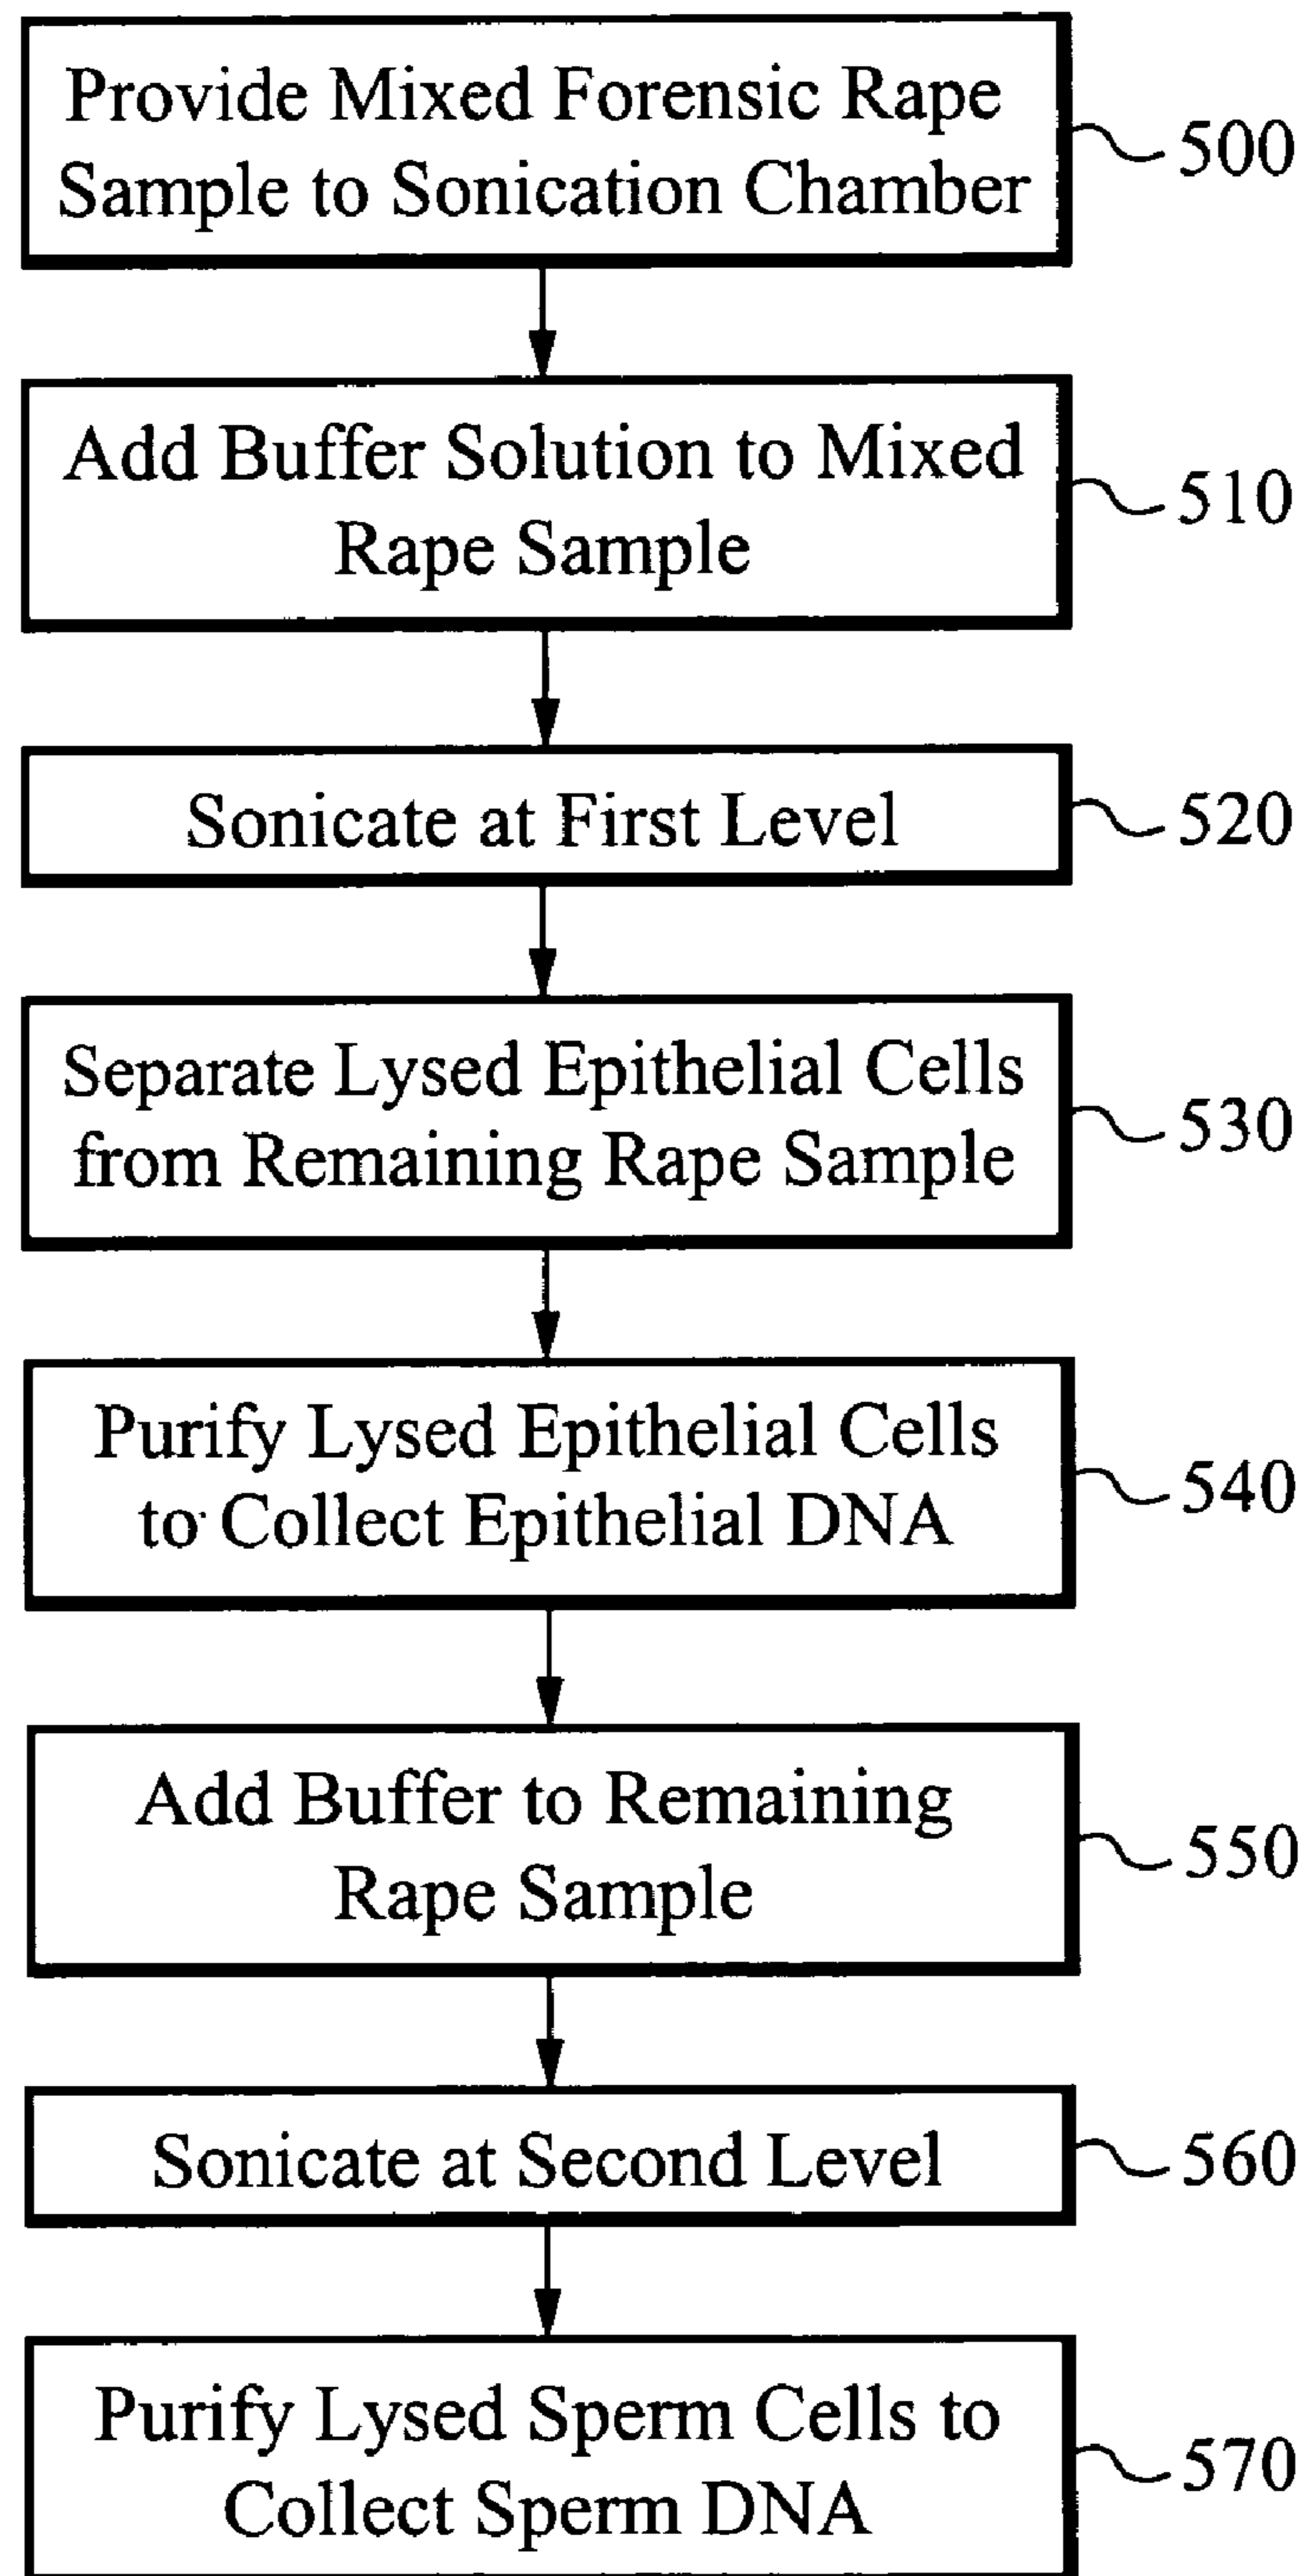 Provide Mixed Forensic Rape
Sample to Sonication Chamber
500
Add Buffer Solution to Mixed
Rape Sample
510
Sonicate at First Level
520
Separate Lysed Epithelial Cells
from Remaining Rape Sample
530
Purify Lysed Epithelial Cells
to Collect Epithelial DNA
540
Add Buffer to Remaining
Rape Sample
550
Sonicate at Second Level
560
Purify Lysed Sperm Cells to
Collect Sperm DNA
570